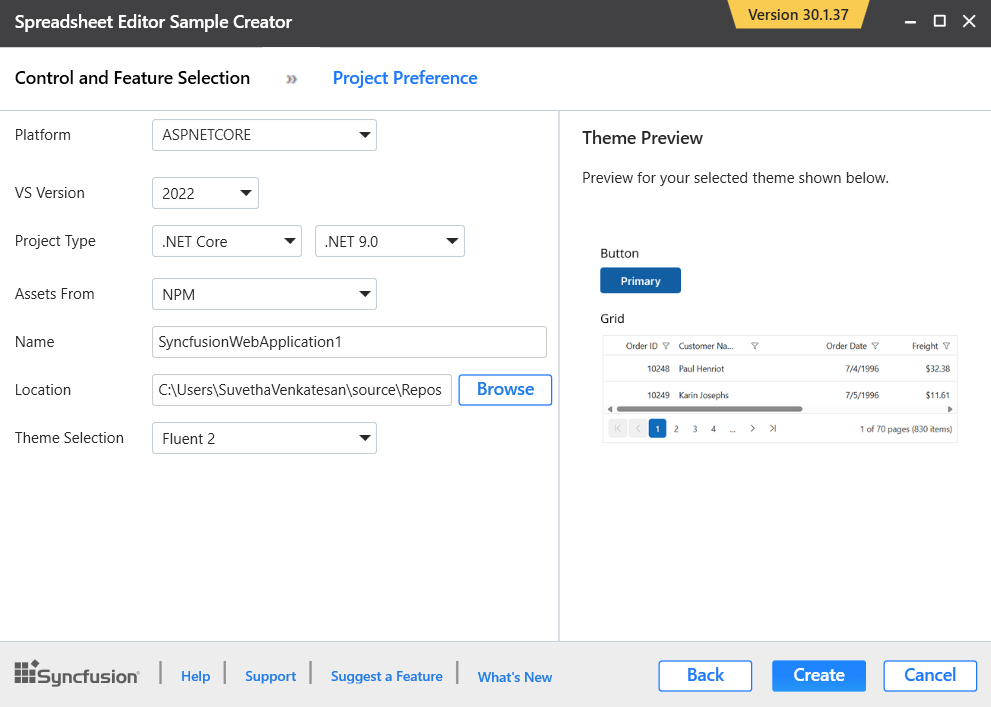 Spreadsheet Editor Sample Creator
Version 30.1.37
Control and Feature Selection » Project Preference
Platform ASPNETCORE
VS Version 2022
Project Type .NET Core .NET 9.0
Assets From NPM
Name SyncfusionWebApplication1
Location C:\Users\SuvethaVenkatesan\source\Repos Browse
Theme Selection Fluent 2
Theme Preview
Preview for your selected theme shown below.
Button
Primary
Grid
Order ID Customer Na... Order Date Freight
10248 Paul Henriot 7/4/1996 $32.38
10249 Karin Josephs 7/5/1996 $11.61
1 2 3 4 ... 1 of 70 pages (830 items)
Syncfusion Help Support Suggest a Feature What's New Back Create Cancel